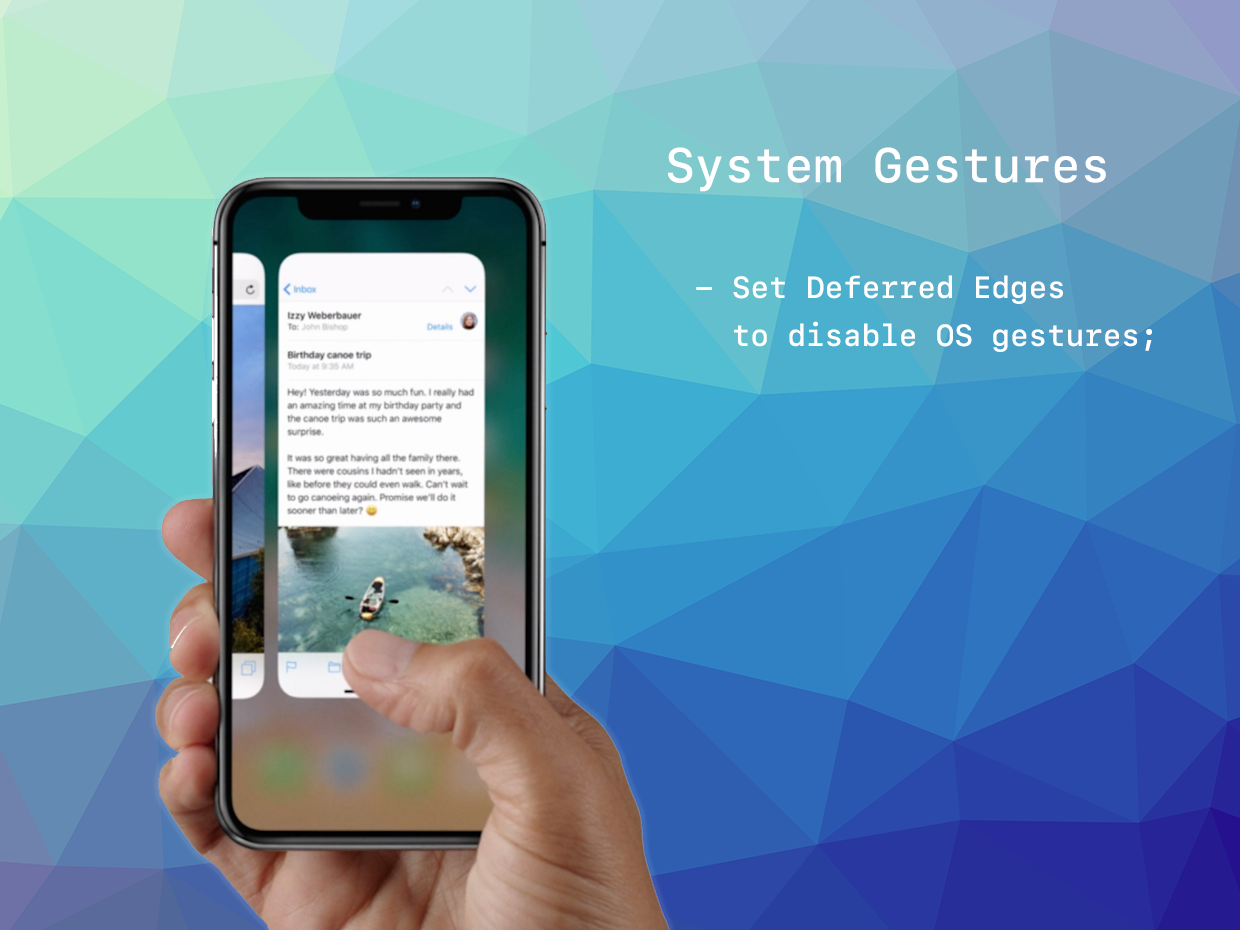 System Gestures
— Set Deferred Edges
to disable OS gestures;
Inbox
Izzy Weberbauer
To: John Bishop
Details
Birthday canoe trip
Today at 9:35 AM
Hey! Yesterday was so much fun. I really had
an amazing time at my birthday party and
the canoe trip was such an awesome
surprise.
It was so great having all the family there.
There were cousins I hadn't seen in years,
like before they could even walk. Can't wait
to go canoeing again. Promise we'll do it
sooner than later? 😄